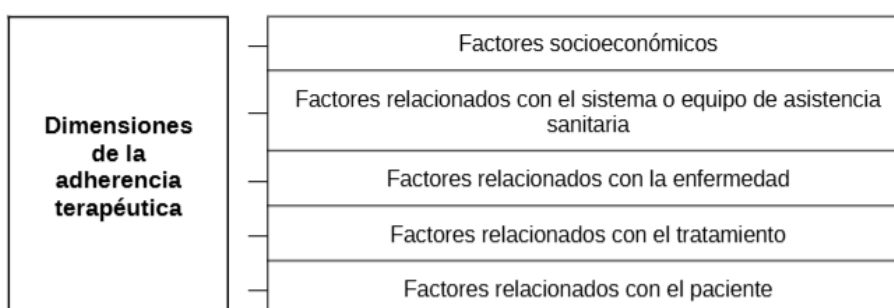 Dimensiones
de la
adherencia
terapéutica
Factores socioeconómicos
Factores relacionados con el sistema o equipo de asistencia
sanitaria
Factores relacionados con la enfermedad
Factores relacionados con el tratamiento
Factores relacionados con el paciente